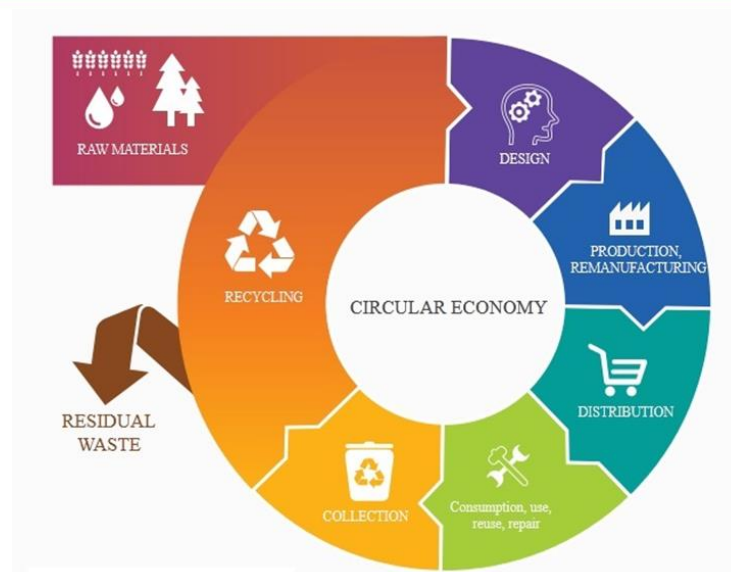 RAW MATERIALS
DESIGN
PRODUCTION,
REMANUFACTURING
RECYCLING
CIRCULAR ECONOMY
DISTRIBUTION
RESIDUAL
WASTE
COLLECTION
Consumption, use,
reuse, repair